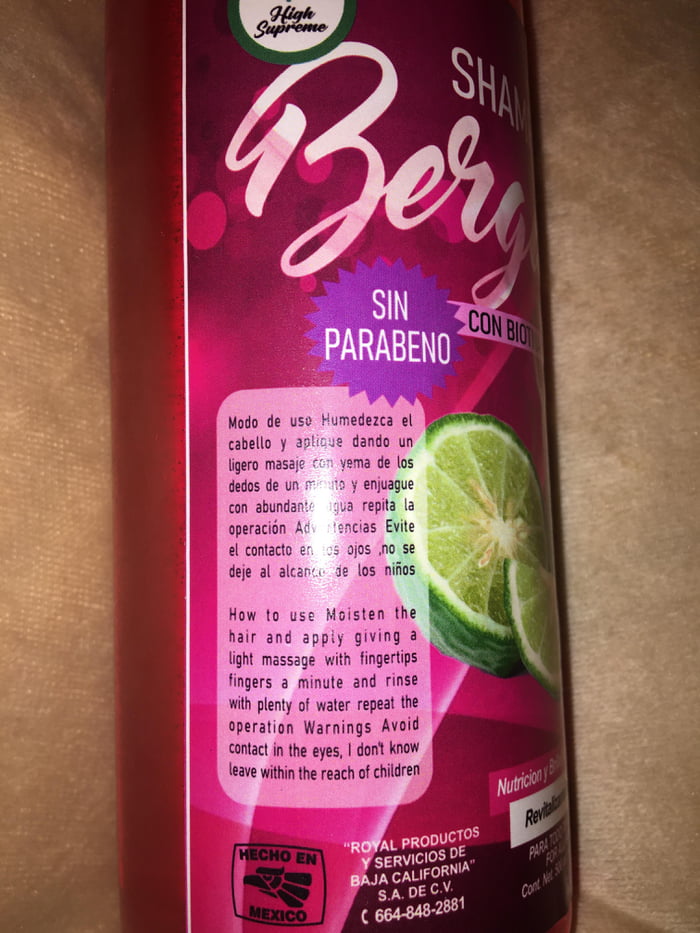 High
Supreme
SHAM
Berg
SIN
PARABENO
CON BIOT
Modo de uso Humedezca el
cabello y aplique dando un
ligero masaje con yema de los
dedos de un minuto y enjuague
con abundante agua repita la
operación Advertencias Evite
el contacto en los ojos ,no se
deje al alcance de los niños
How to use Moisten the
hair and apply giving a
light massage with fingertips
fingers a minute and rinse
with plenty of water repeat the
operation Warnings Avoid
contact in the eyes, I don't know
leave within the reach of children
Nutricion y
Revitaliza
PARA
Cont. Net.
HECHO EN
MEXICO
"ROYAL PRODUCTOS
Y SERVICIOS DE
BAJA CALIFORNIA"
S.A. DE C.V.
664-848-2881